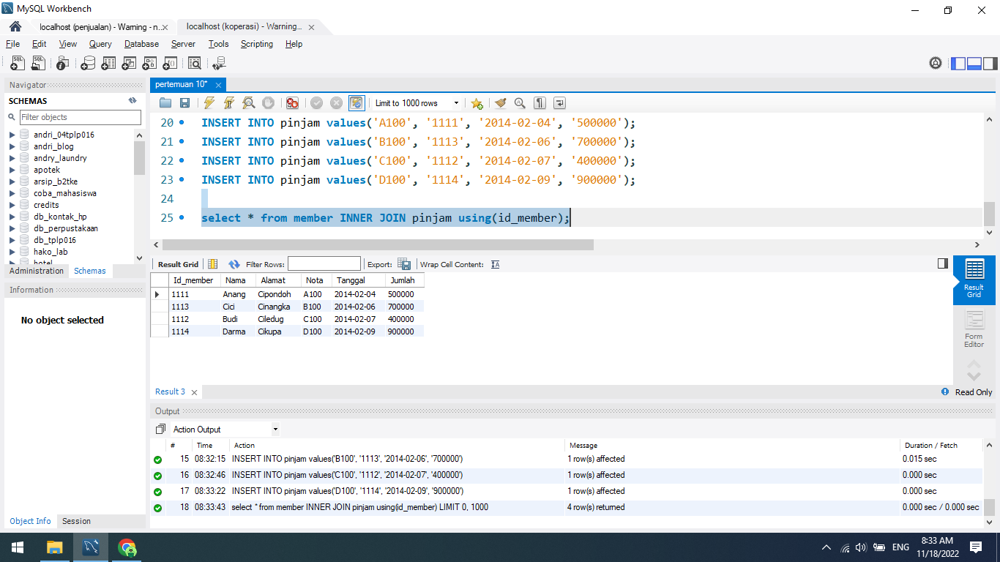 MySQL Workbench
localhost (penjualan) - Warning - n...
localhost (koperasi) - Warning...
File Edit View Query Database Server Tools Scripting Help
Navigator
SCHEMAS
Filter objects
andri_04tplp016
andri_blog
andry_laundry
apotek
arsip_b2tke
coba_mahasiswa
credits
db_kontak_hp
db_perpustakaan
db_tplp016
hako_lab
hotel
Administration Schemas
Information
No object selected
Object Info Session
pertemuan 10*
Limit to 1000 rows
20 INSERT INTO pinjam values('A100', '1111', '2014-02-04', '500000');
21 INSERT INTO pinjam values('B100', '1113', '2014-02-06', '700000');
22 INSERT INTO pinjam values('C100', '1112', '2014-02-07', '400000');
23 INSERT INTO pinjam values('D100', '1114', '2014-02-09', '900000');
24
25 select * from member INNER JOIN pinjam using(id_member);
Result Grid Filter Rows: Export: Wrap Cell Content:
Id_member Nama Alamat Nota Tanggal Jumlah
1111 Anang Cipondoh A100 2014-02-04 500000
1113 Cici Cinangka B100 2014-02-06 700000
1112 Budi Ciledug C100 2014-02-07 400000
1114 Darma Cikupa D100 2014-02-09 900000
Result
Grid
Form
Editor
Result 3
Read Only
Output
Action Output
# Time Action Message Duration / Fetch
15 08:32:15 INSERT INTO pinjam values('B100', '1113', '2014-02-06', '700000') 1 row(s) affected 0.015 sec
16 08:32:46 INSERT INTO pinjam values('C100', '1112', '2014-02-07', '400000') 1 row(s) affected 0.000 sec
17 08:33:22 INSERT INTO pinjam values('D100', '1114', '2014-02-09', '900000') 1 row(s) affected 0.000 sec
18 08:33:43 select * from member INNER JOIN pinjam using(id_member) LIMIT 0, 1000 4 row(s) returned 0.000 sec / 0.000 sec
ENG
8:33 AM
11/18/2022